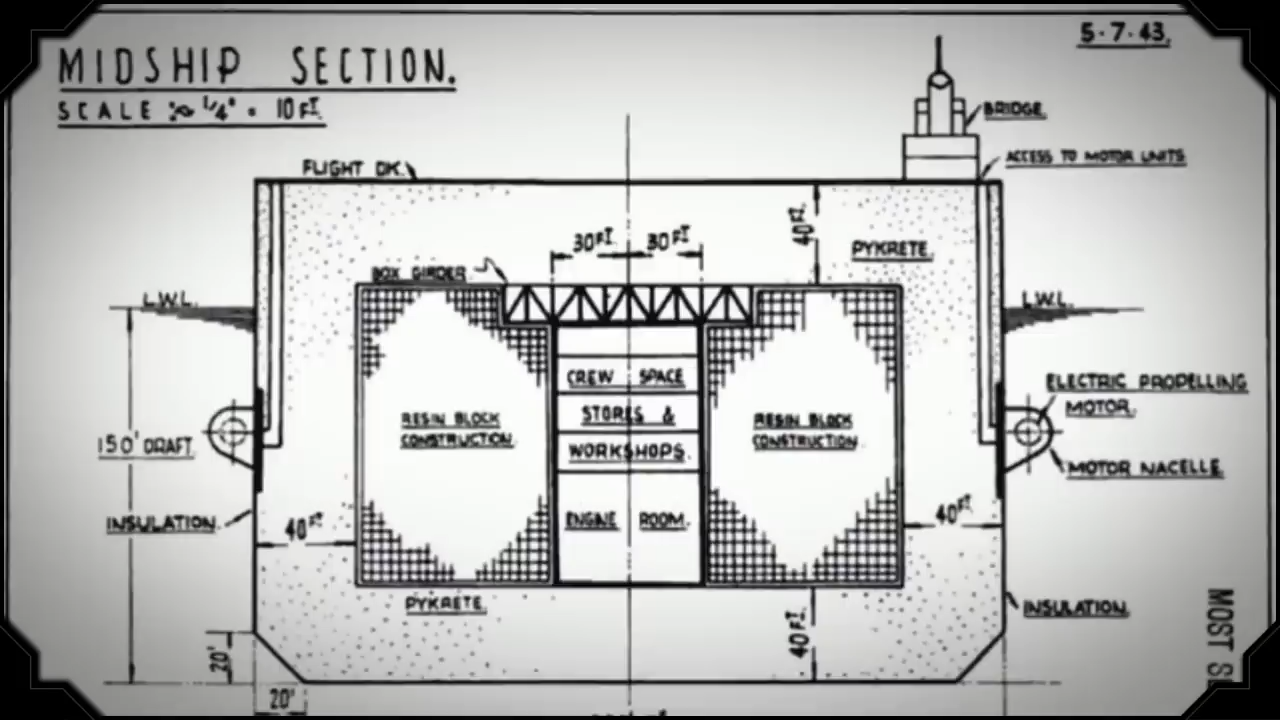 5·7·43.
MIDSHIP SECTION.
SCALE :~ 1/4" = 10 FT.
BRIDGE.
ACCESS TO MOTOR UNITS
FLIGHT DK.
40 FT.
30 FT. 30 FT.
PYKRETE.
BOX GIRDER
L.W.L. L.W.L.
CREW SPACE
ELECTRIC PROPELLING
MOTOR.
STORES &
RESIN BLOCK
CONSTRUCTION.
RESIN BLOCK
CONSTRUCTION.
WORKSHOPS.
150' DRAFT.
MOTOR NACELLE.
INSULATION.
40 FT.
40 FT.
ENGINE ROOM.
PYKRETE.
INSULATION.
40 FT.
MOST
20'
20'